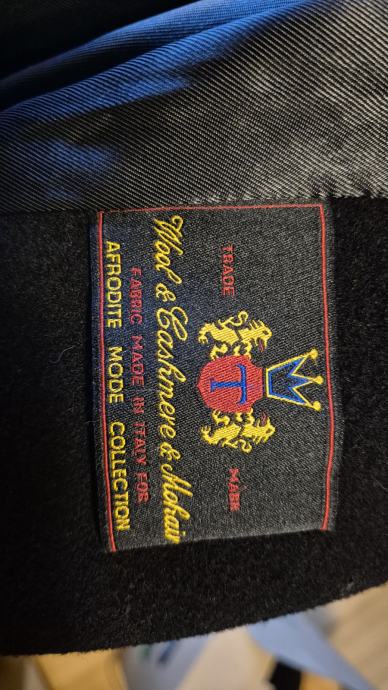 TRADE MARK
T
Wool & Cashmere & Mohair
FABRIC MADE IN ITALY FOR
AFRODITE MODE COLLECTION